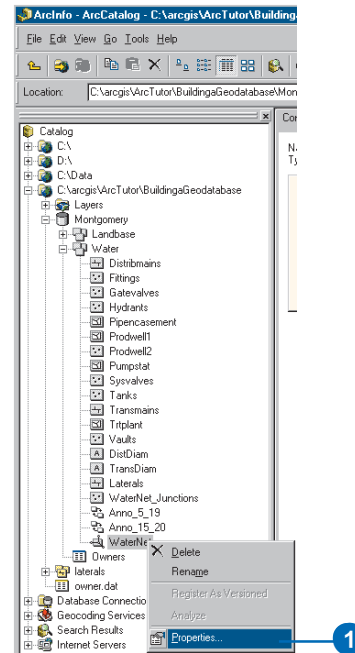 ArcInfo - ArcCatalog - C:\arcgis\ArcTutor\Building
File Edit View Go Tools Help
Location: C:\arcgis\ArcTutor\BuildingaGeodatabase\Mon
Catalog
C:\
D:\
C:\Data
C:\arcgis\ArcTutor\BuildingaGeodatabase
Layers
Montgomery
Landbase
Water
Distribmains
Fittings
Gatevalves
Hydrants
Pipencasement
Prodwell1
Prodwell2
Pumpstat
Sysvalves
Tanks
Transmains
Trtplant
Vaults
DistDiam
TransDiam
Laterals
WaterNet_Junctions
Anno_5_19
Anno_15_20
WaterNe
Owners
laterals
owner.dat
Database Connectio
Geocoding Services
Search Results
Internet Servers
Delete
Rename
Register As Versioned
Analyze
Properties...
1